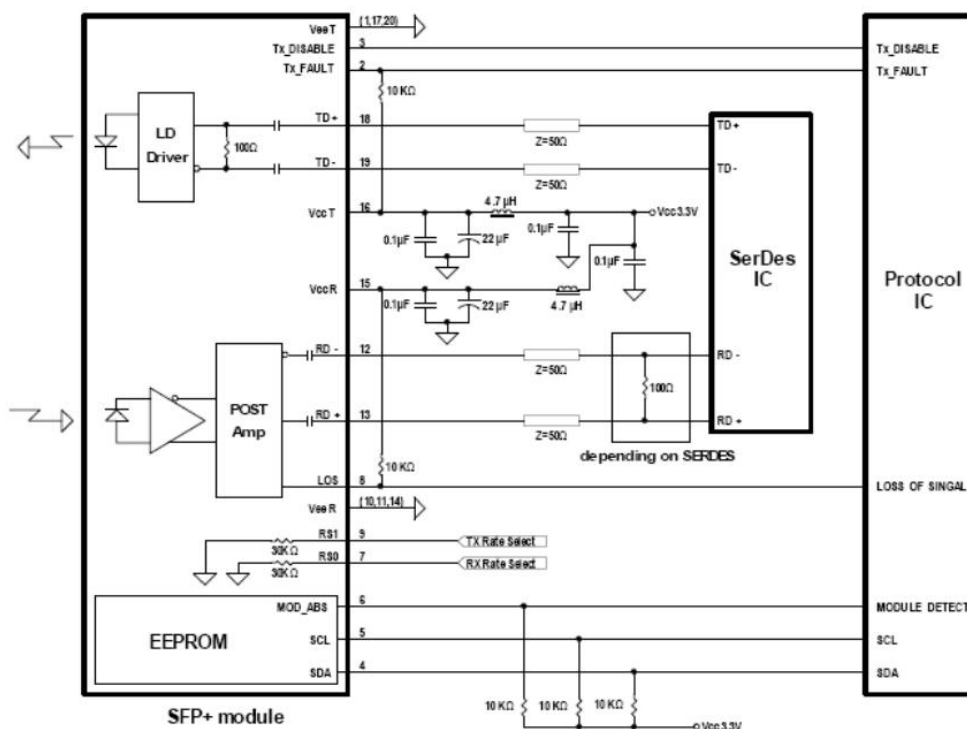 VeeT
(1,17,20)
Tx_DISABLE
3
Tx_DISABLE
Tx_FAULT
2
Tx_FAULT
10 KΩ
LD
Driver
100Ω
TD+
18
Z=50Ω
TD+
TD-
19
Z=50Ω
TD-
VccT
16
4.7 µH
Vcc3.3V
0.1µF
22 µF
0.1µF
0.1µF
SerDes
IC
Protocol
IC
VccR
15
0.1µF
22 µF
4.7 µH
RD -
12
Z=50Ω
RD -
100Ω
POST
Amp
RD +
13
Z=50Ω
RD +
depending on SERDES
10 KΩ
LOS
8
LOSS OF SINGAL
VeeR
(10,11,14)
RS1
9
TX Rate Select
30KΩ
RS0
7
RX Rate Select
30KΩ
MOD_ABS
6
MODULE DETECT
EEPROM
SCL
5
SCL
SDA
4
SDA
10 KΩ
10 KΩ
10 KΩ
Vcc3.3V
SFP+ module